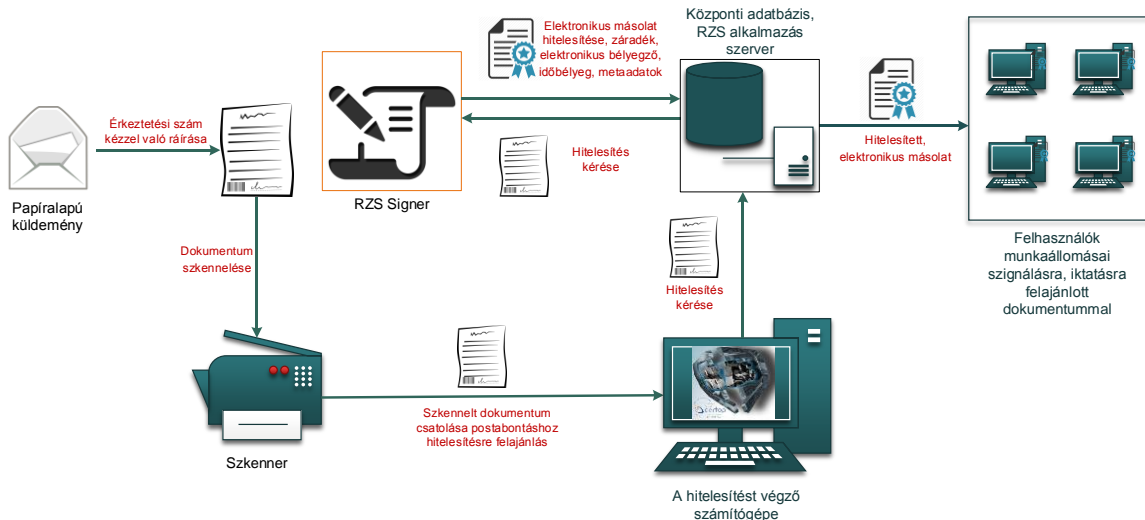 Elektronikus másolat
hitelesítése, záradék,
elektronikus bélyegző,
időbélyeg, metaadatok
Központi adatbázis,
RZS alkalmazás
szerver
Érkeztetési szám
kézzel való ráírása
Hitelesítés
kérése
Hitelesített,
elektronikus másolat
Papíralapú
küldemény
RZS Signer
Dokumentum
szkennelése
Hitelesítés
kérése
Felhasználók
munkaállomásai
szignálásra, iktatásra
felajánlott
dokumentummal
Szkennelt dokumentum
csatolása postabontáshoz
hitelesítésre felajánlás
Szkenner
A hitelesítést végző
számítógépe